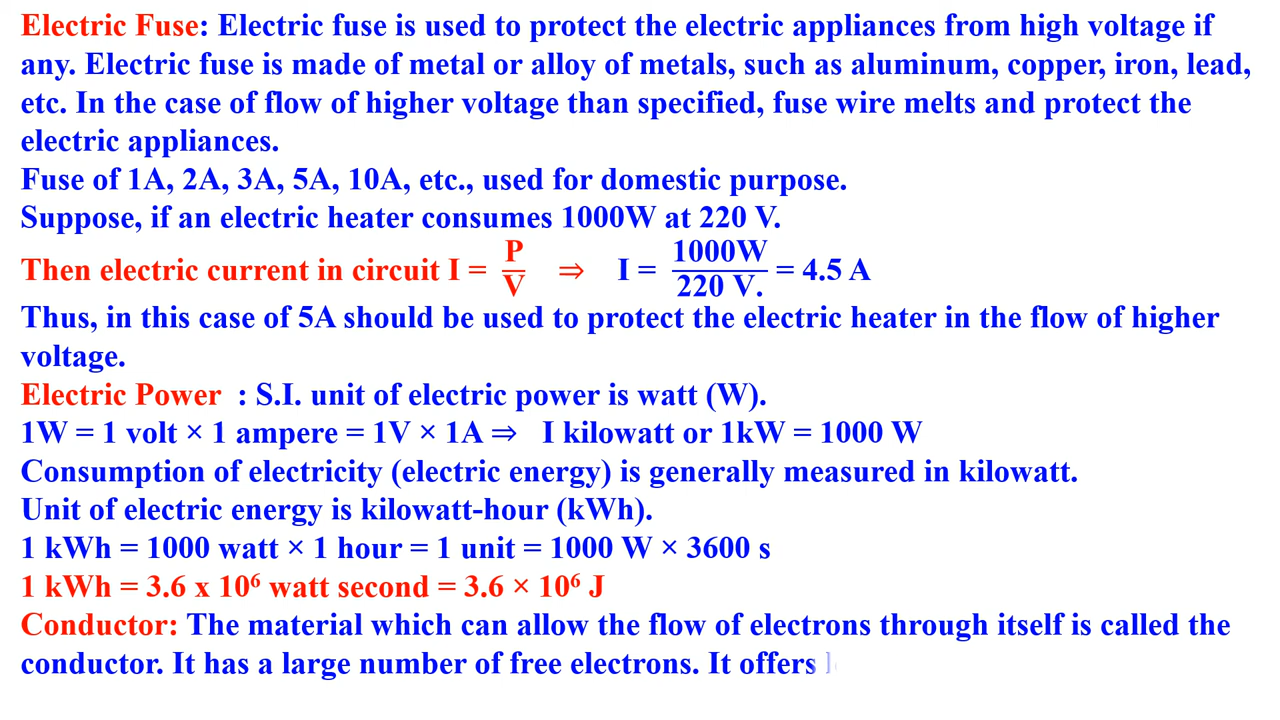 Electric Fuse: Electric fuse is used to protect the electric appliances from high voltage if
any. Electric fuse is made of metal or alloy of metals, such as aluminum, copper, iron, lead,
etc. In the case of flow of higher voltage than specified, fuse wire melts and protect the
electric appliances.
Fuse of 1A, 2A, 3A, 5A, 10A, etc., used for domestic purpose.
Suppose, if an electric heater consumes 1000W at 220 V.
Then electric current in circuit I = P/V ⇒ I = 1000W/220 V. = 4.5 A
Thus, in this case of 5A should be used to protect the electric heater in the flow of higher
voltage.
Electric Power : S.I. unit of electric power is watt (W).
1W = 1 volt × 1 ampere = 1V × 1A ⇒ I kilowatt or 1kW = 1000 W
Consumption of electricity (electric energy) is generally measured in kilowatt.
Unit of electric energy is kilowatt-hour (kWh).
1 kWh = 1000 watt × 1 hour = 1 unit = 1000 W × 3600 s
1 kWh = 3.6 x 10⁶ watt second = 3.6 × 10⁶ J
Conductor: The material which can allow the flow of electrons through itself is called the
conductor. It has a large number of free electrons. It offers